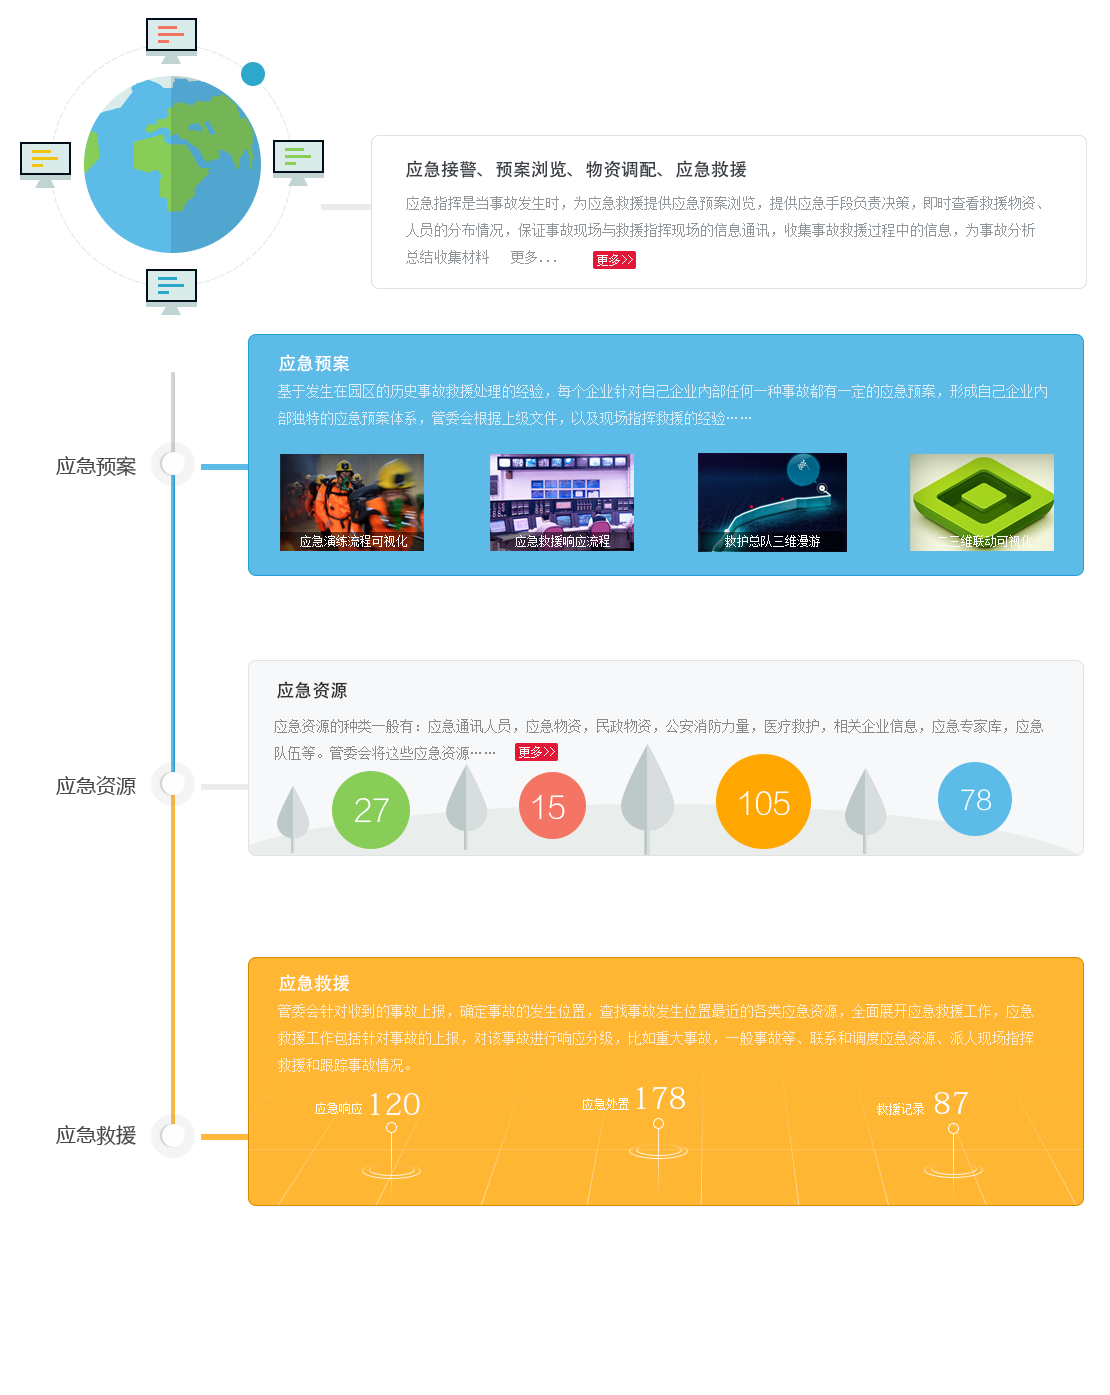 应急接警、预案浏览、物资调配、应急救援
应急指挥是当事故发生时，为应急救援提供应急预案浏览，提供应急手段负责决策，即时查看救援物资、
人员的分布情况，保证事故现场与救援指挥现场的信息通讯，收集事故救援过程中的信息，为事故分析
总结收集材料 更多... 更多>>
应急预案
基于发生在园区的历史事故救援处理的经验，每个企业针对自己企业内部任何一种事故都有一定的应急预案，形成自己企业内
部独特的应急预案体系，管委会根据上级文件，以及现场指挥救援的经验……
应急预案
应急演练流程可视化
应急救援响应流程
救护总队三维漫游
二三维联动可视化
应急资源
应急资源的种类一般有：应急通讯人员，应急物资，民政物资，公安消防力量，医疗救护，相关企业信息，应急专家库，应急
队伍等。管委会将这些应急资源…… 更多>>
应急资源
27
15
105
78
应急救援
管委会针对收到的事故上报，确定事故的发生位置，查找事故发生位置最近的各类应急资源，全面展开应急救援工作，应急
救援工作包括针对事故的上报，对该事故进行响应分级，比如重大事故，一般事故等、联系和调度应急资源、派人现场指挥
救援和跟踪事故情况。
应急响应 120
应急处置 178
救援记录 87
应急救援